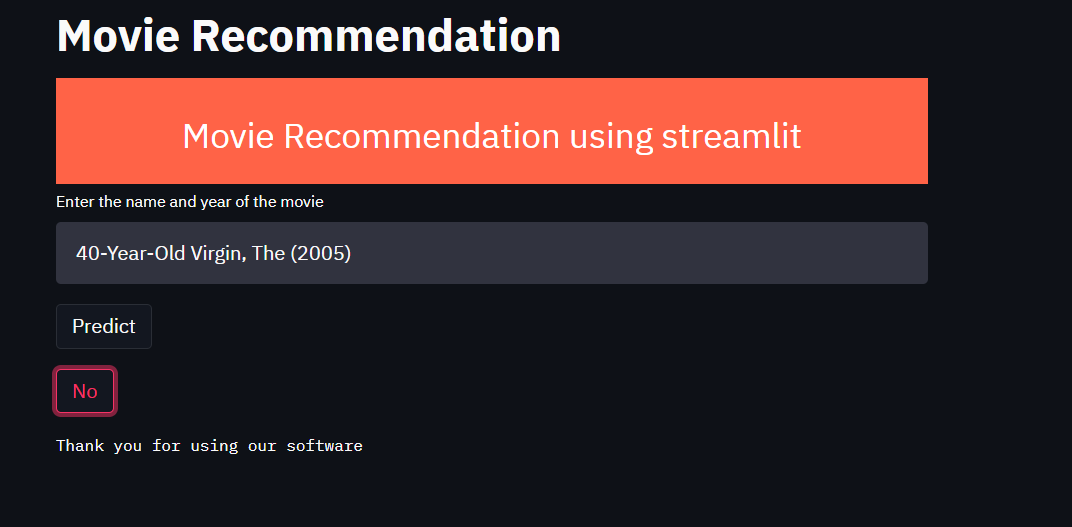 Movie Recommendation
Movie Recommendation using streamlit
Enter the name and year of the movie
40-Year-Old Virgin, The (2005)
Predict
No
Thank you for using our software